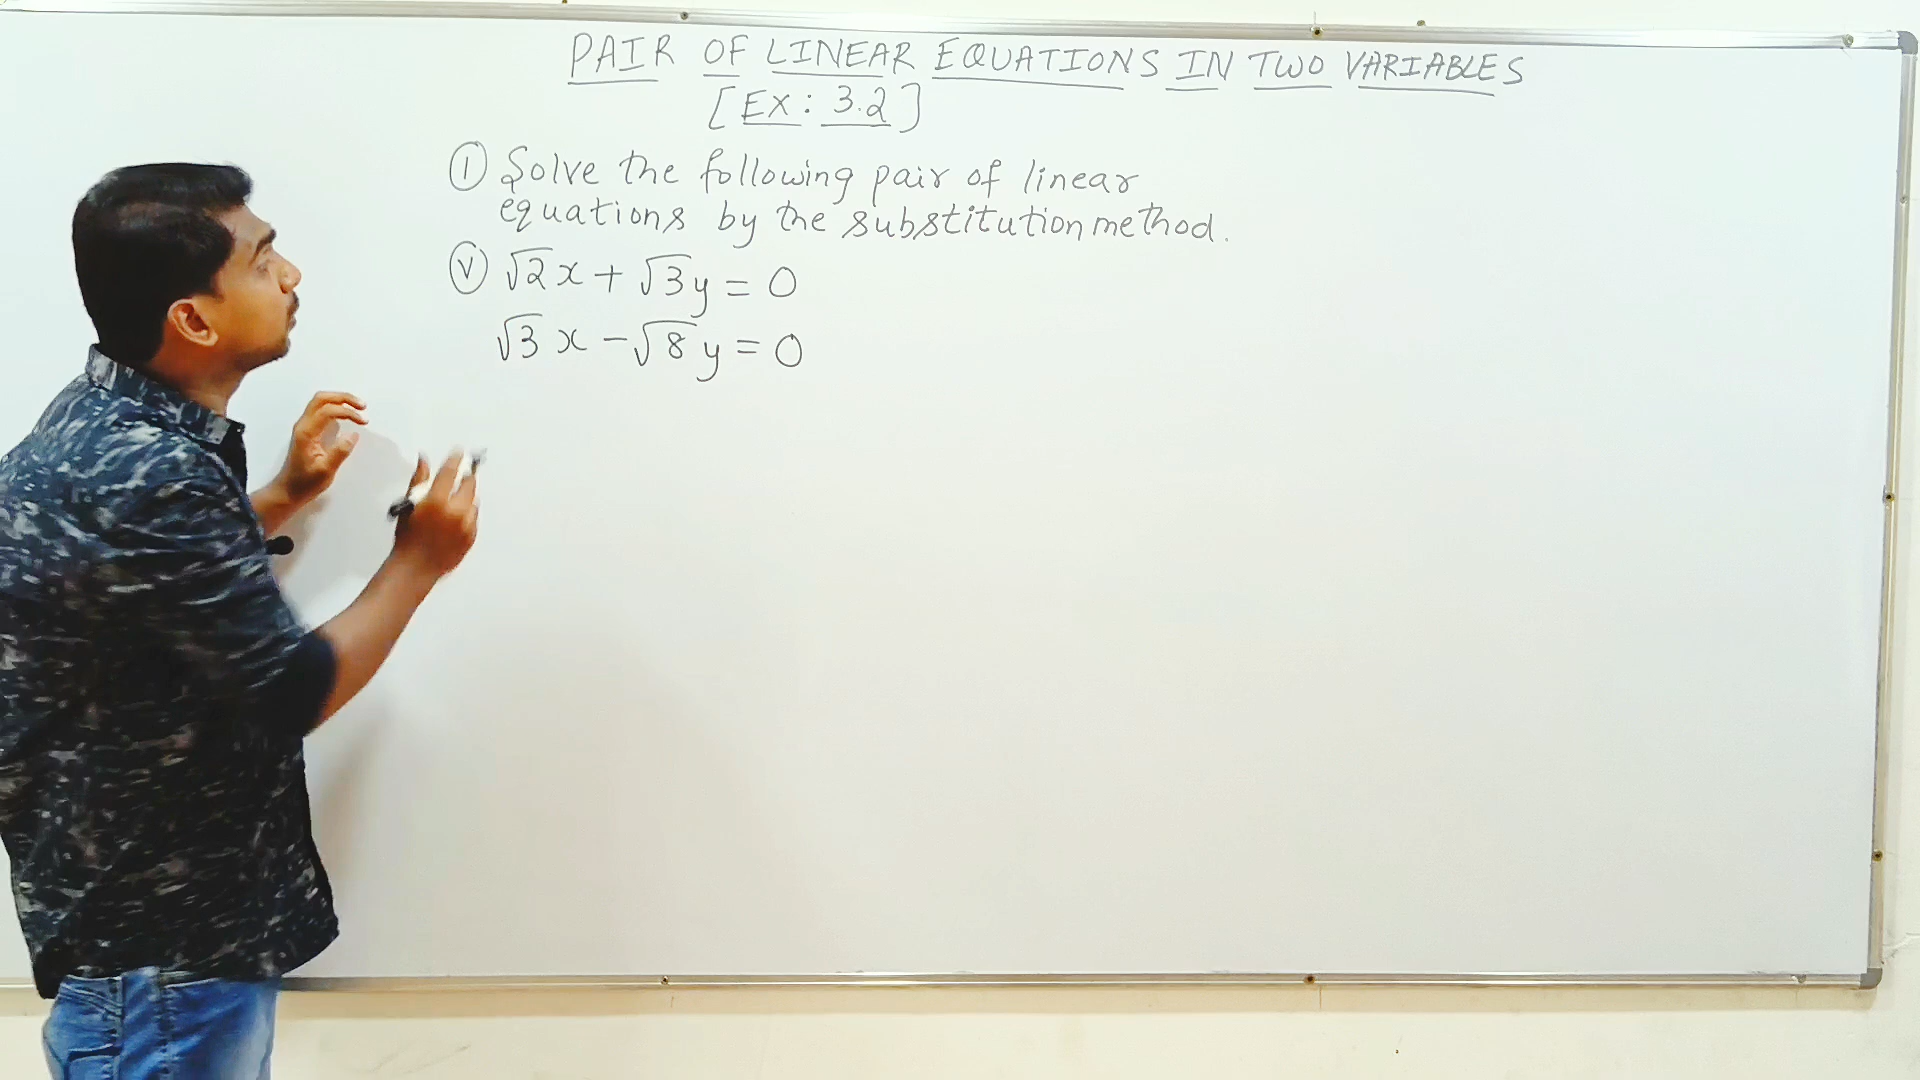 PAIR OF LINEAR EQUATIONS IN TWO VARIABLES
[EX: 3.2]
① Solve the following pair of linear
equations by the substitution method.
Ⓥ √2x + √3y = 0
√3x - √8y = 0